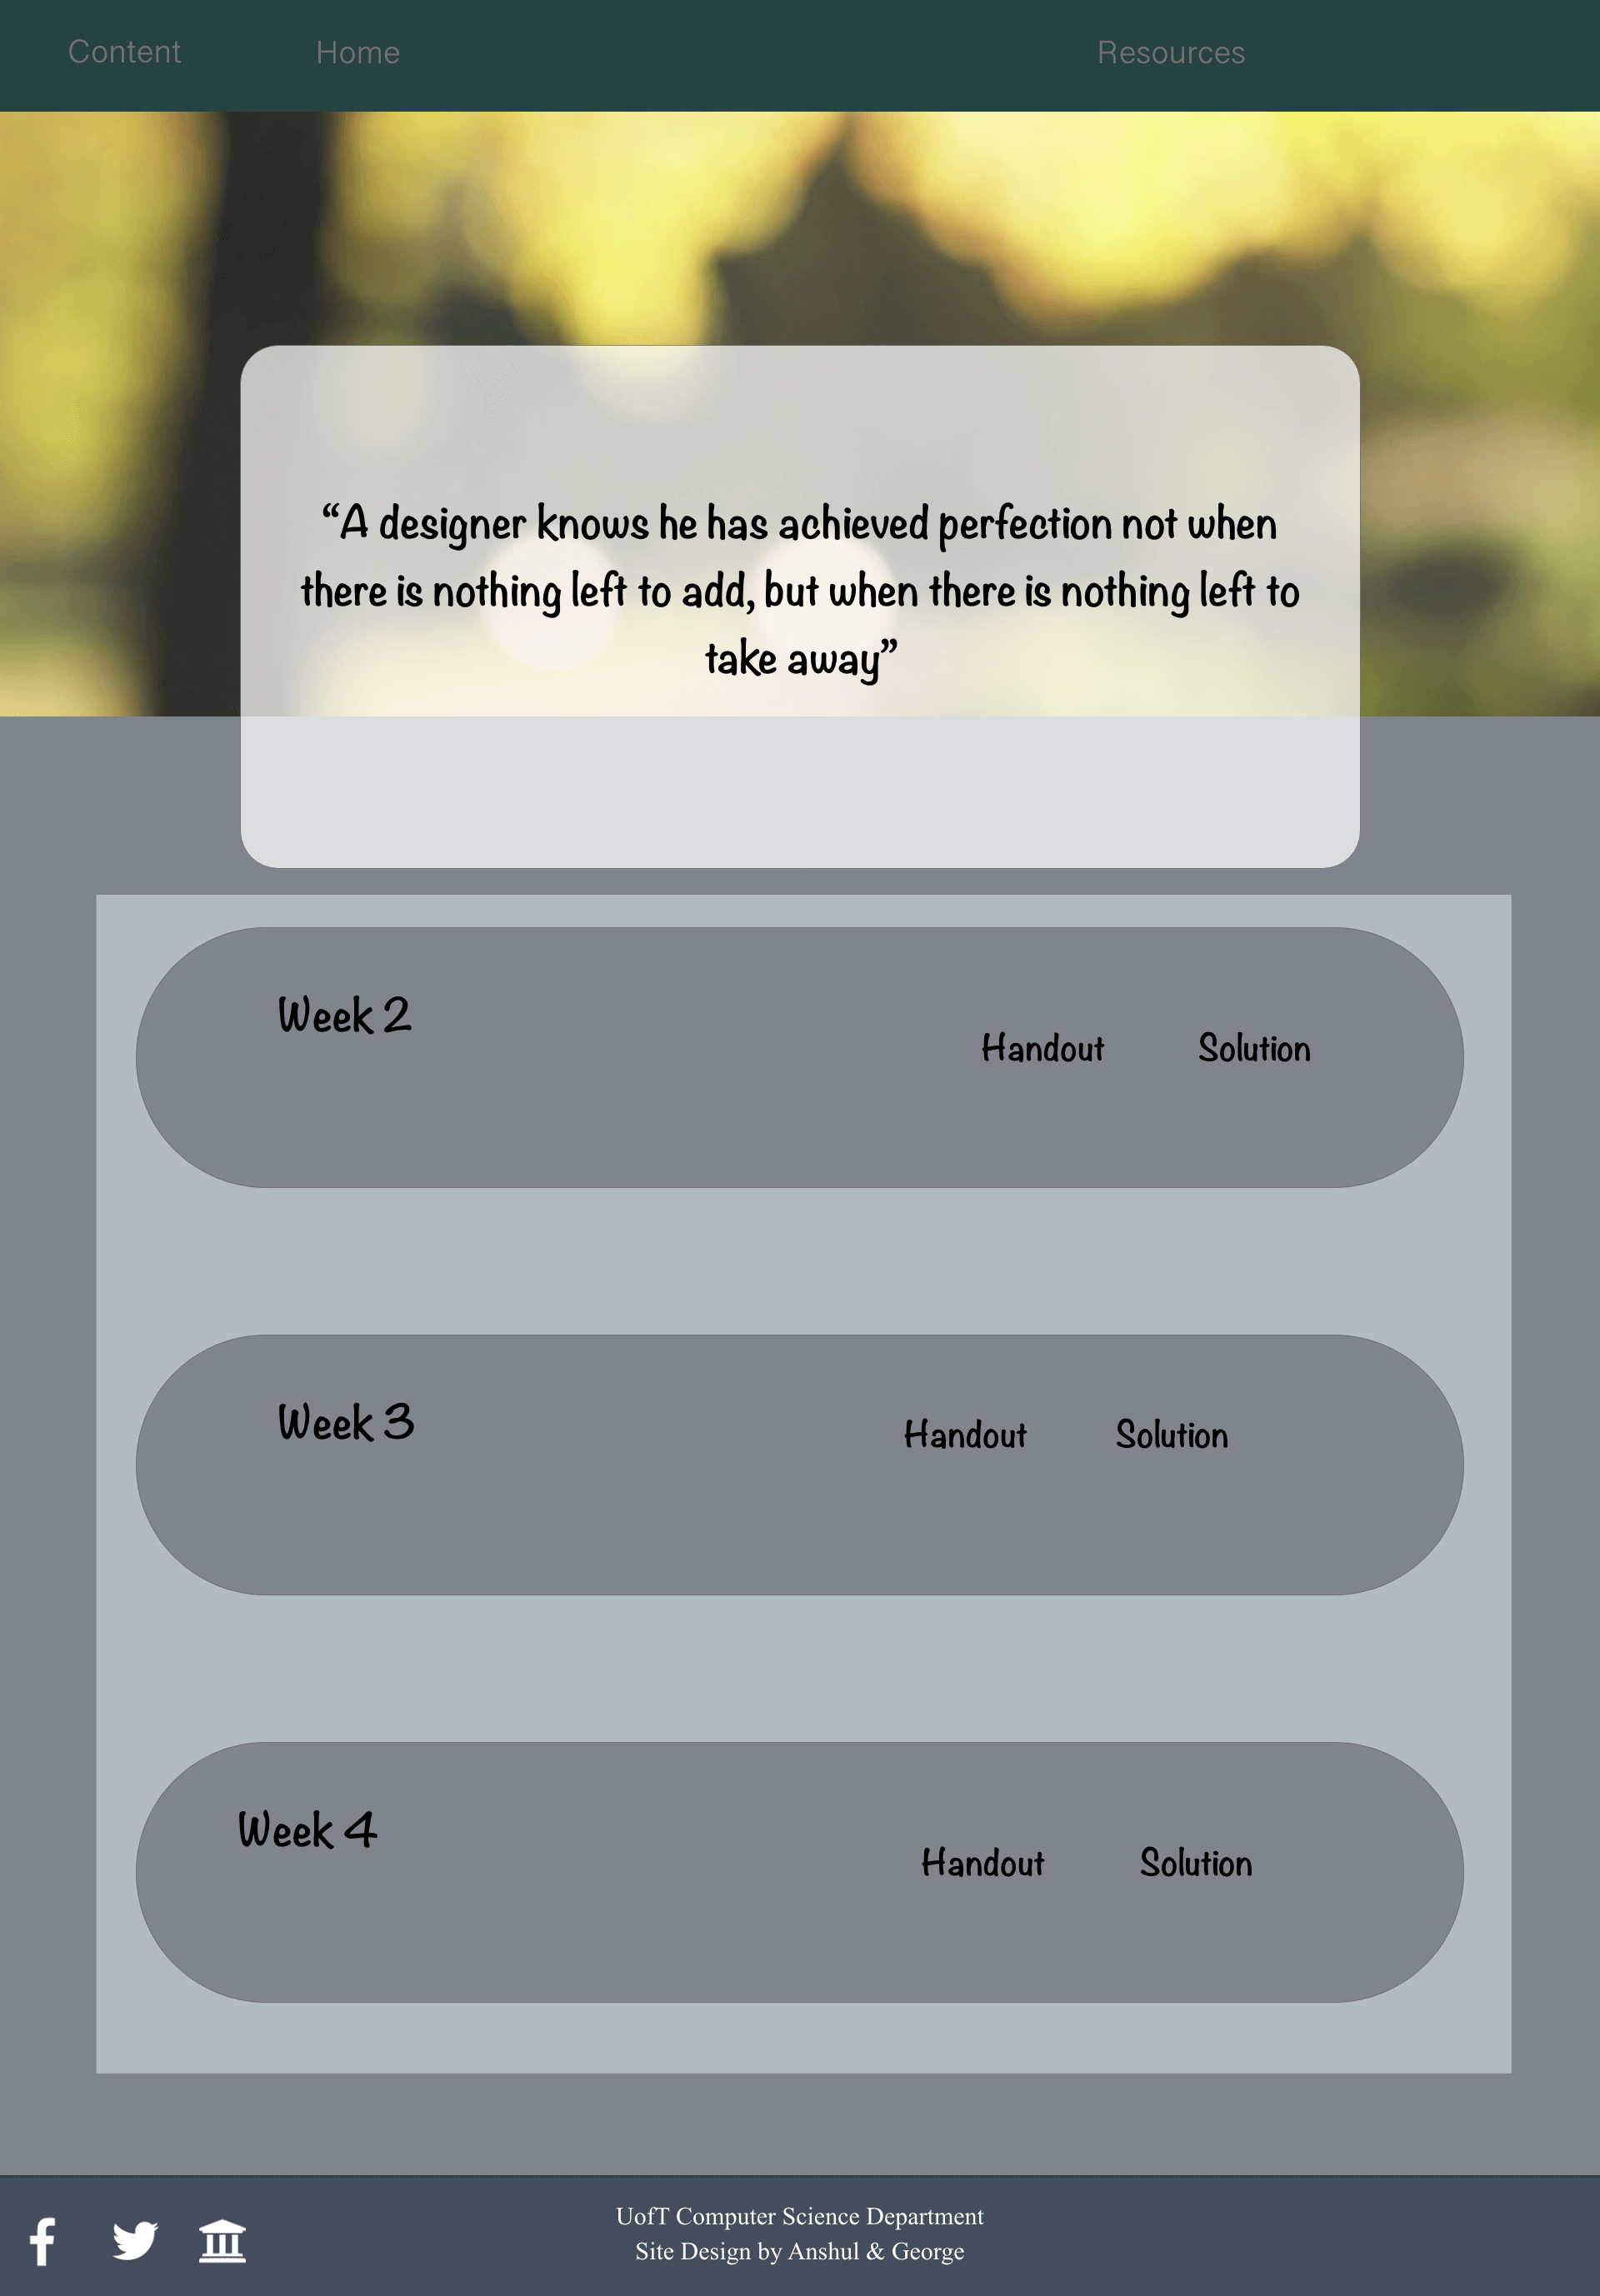 Content Home Resources
“A designer knows he has achieved perfection not when
there is nothing left to add, but when there is nothing left to
take away”
Week 2
Handout Solution
Week 3
Handout Solution
Week 4
Handout Solution
UofT Computer Science Department
Site Design by Anshul & George